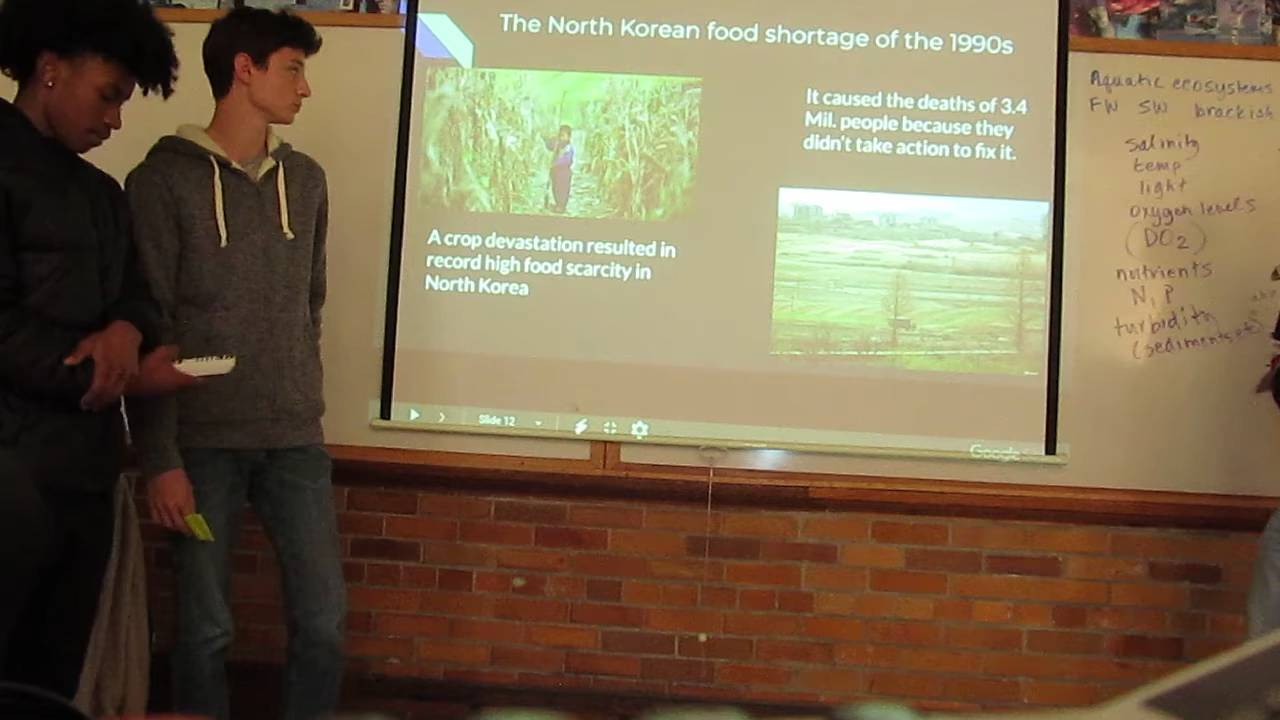 The North Korean food shortage of the 1990s
It caused the deaths of 3.4
Mil. people because they
didn't take action to fix it.
A crop devastation resulted in
record high food scarcity in
North Korea
Slide 12
Google
Aquatic ecosystems
FW SW brackish
salinity
temp
light
oxygen levels
(DO2)
nutrients
N, P
turbidity
(sediments